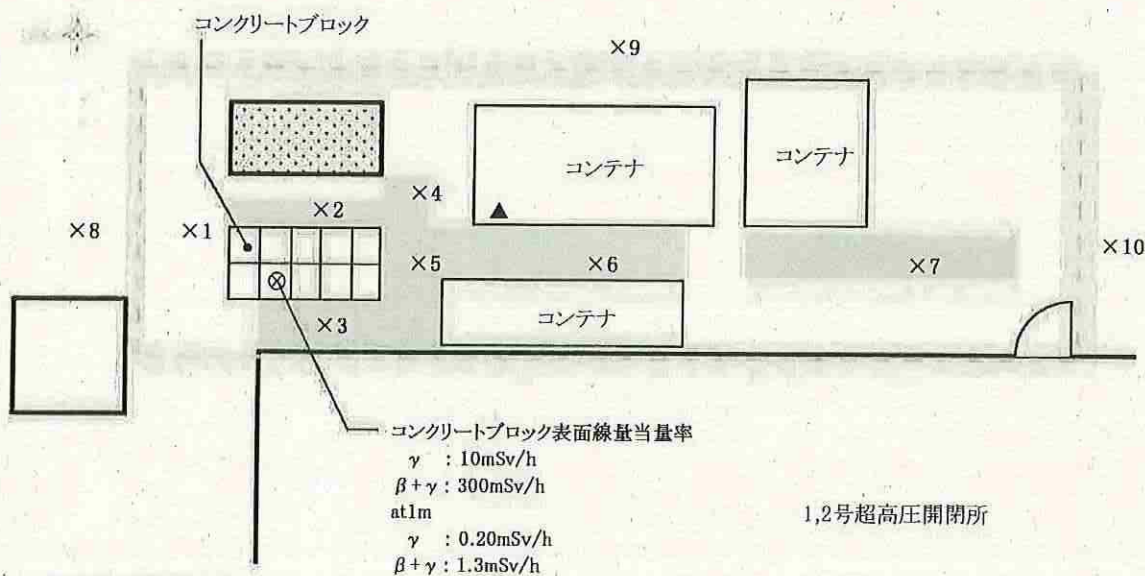 コンクリートブロック
×9
コンテナ
コンテナ
×4
×2
×8
×1
×10
×5
×6
×7
コンテナ
×3
コンクリートブロック表面線量当量率
γ : 10mSv/h
β+γ : 300mSv/h
at1m
γ : 0.20mSv/h
β+γ : 1.3mSv/h
1,2号超高圧開閉所